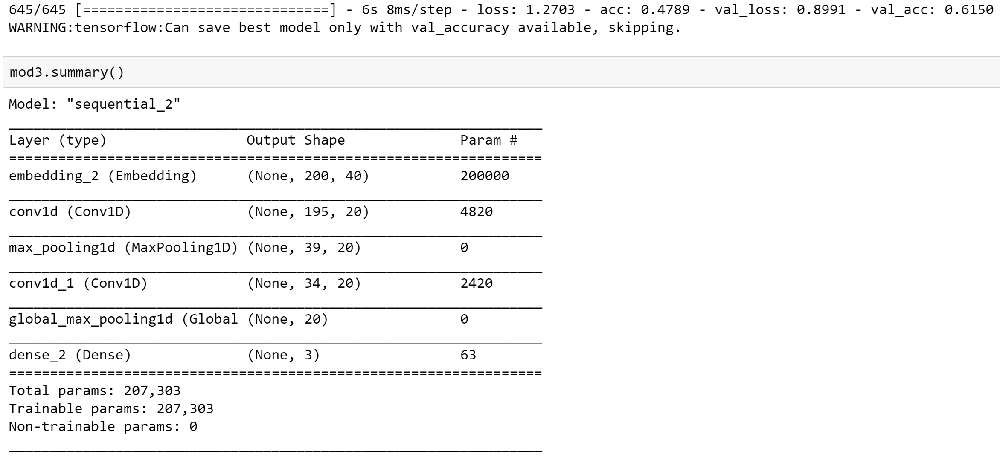 645/645 [==============================] - 6s 8ms/step - loss: 1.2703 - acc: 0.4789 - val_loss: 0.8991 - val_acc: 0.6150
WARNING:tensorflow:Can save best model only with val_accuracy available, skipping.
mod3.summary()
Model: "sequential_2"
_________________________________________________________________
Layer (type)                 Output Shape              Param #
=================================================================
embedding_2 (Embedding)      (None, 200, 40)           200000
_________________________________________________________________
conv1d (Conv1D)              (None, 195, 20)           4820
_________________________________________________________________
max_pooling1d (MaxPooling1D) (None, 39, 20)            0
_________________________________________________________________
conv1d_1 (Conv1D)            (None, 34, 20)            2420
_________________________________________________________________
global_max_pooling1d (Global (None, 20)                0
_________________________________________________________________
dense_2 (Dense)              (None, 3)                 63
=================================================================
Total params: 207,303
Trainable params: 207,303
Non-trainable params: 0
_________________________________________________________________